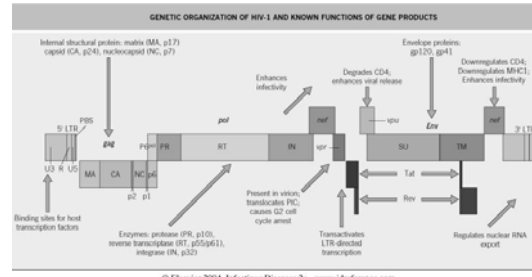 GENETIC ORGANIZATION OF HIV-1 AND KNOWN FUNCTIONS OF GENE PRODUCTS
Internal structural protein: matrix (MA, p17)
capsid (CA, p24), nucleocapsid (NC, p7)
Envelope proteins:
gp120, gp41
Enhances
infectivity
Degrades CD4;
enhances viral release
Downregulates CD4;
Downregulates MHC1;
Enhances infectivity
5' LTR
PBS
gag
pol
nef
vpu
Env
nef
3' LTR
PR
RT
IN
vpr
SU
TM
U3
R
U5
MA
CA
NC
p6
p2
p1
Tat
Rev
Binding sites for host
transcription factors
Enzymes: protease (PR, p10),
reverse transcriptase (RT, p55/p61),
integrase (IN, p32)
Present in virion;
translocates PIC;
causes G2 cell
cycle arrest
Transactivates
LTR-directed
transcription
Regulates nuclear RNA
export